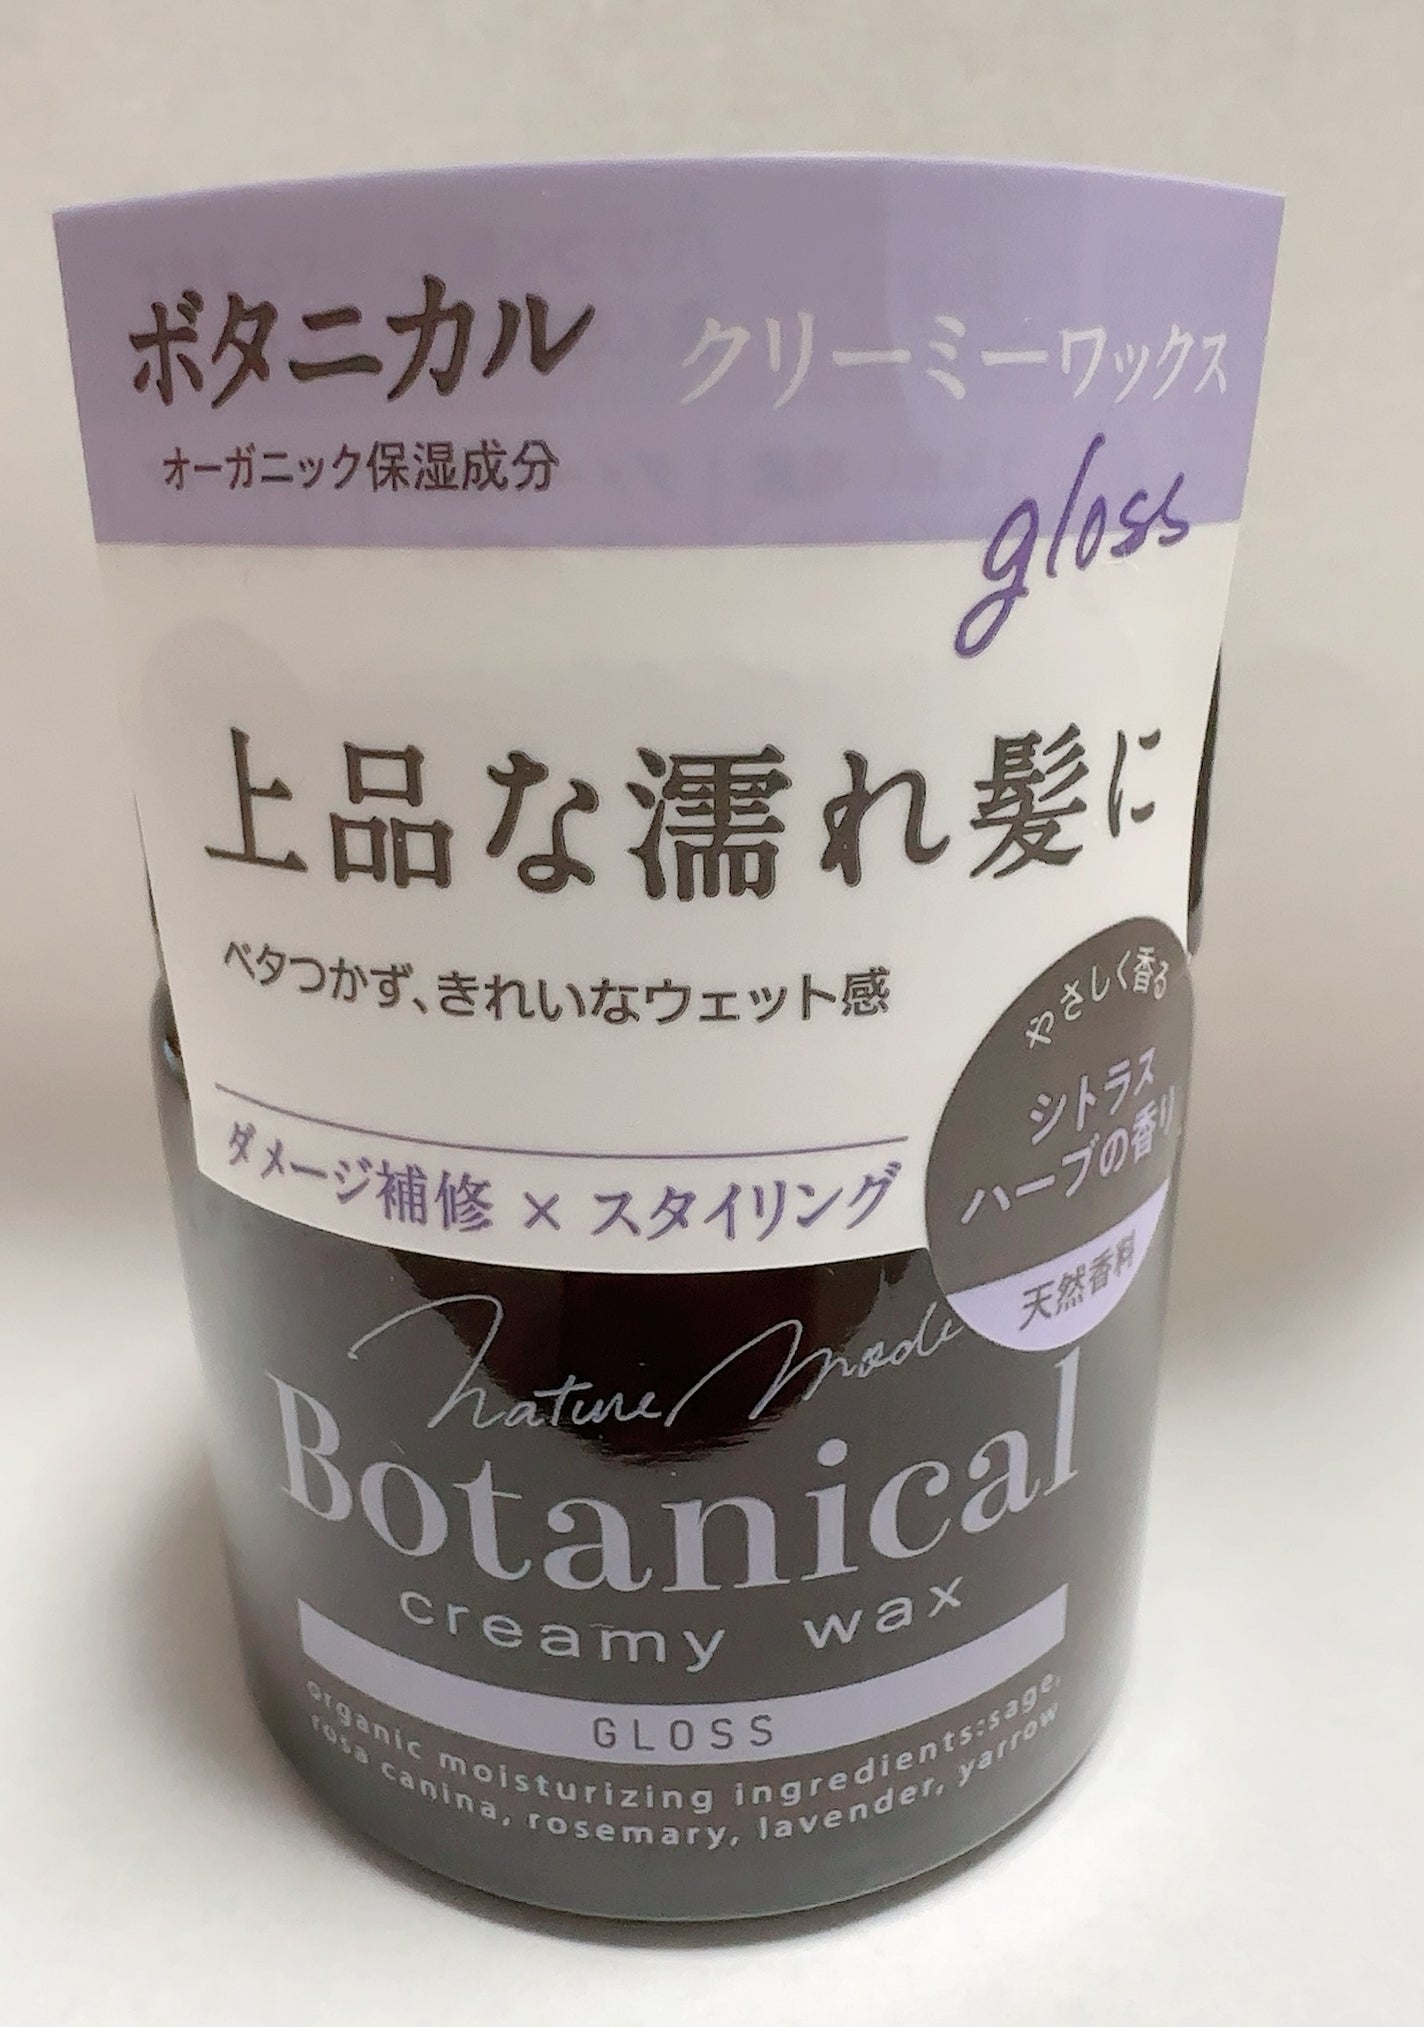 ボタニカル クリーミーワックス
オーガニック保湿成分
gloss
上品な濡れ髪に
ベタつかず、きれいなウェット感
やさしく香る
シトラス
ハーブの香り
天然香料
ダメージ補修 × スタイリング
Nature Mode
Botanical
creamy wax
GLOSS
organic moisturizing ingredients:sage,
rosa canina, rosemary, lavender, yarrow